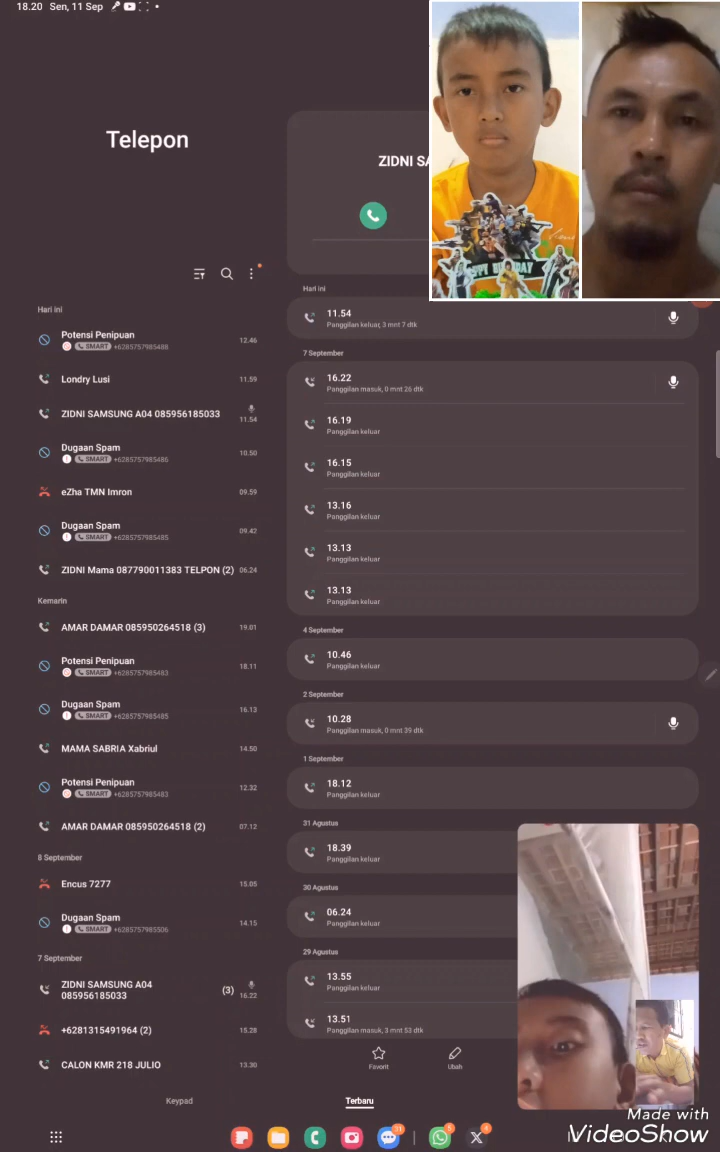 18.20 Sen, 11 Sep
Telepon
Hari ini
Potensi Penipuan
SMART +6285757985488
12.46
Londry Lusi
11.59
ZIDNI SAMSUNG A04 085956185033
11.54
Dugaan Spam
SMART +6285757985486
10.50
eZha TMN Imron
09.59
Dugaan Spam
SMART +6285757985485
09.42
ZIDNI Mama 087790011383 TELPON (2)
06.24
Kemarin
AMAR DAMAR 085950264518 (3)
19.01
Potensi Penipuan
SMART +6285757985483
18.11
Dugaan Spam
SMART +6285757985485
16.13
MAMA SABRIA Xabriul
14.50
Potensi Penipuan
SMART +6285757985483
12.32
AMAR DAMAR 085950264518 (2)
07.12
8 September
Encus 7277
15.05
Dugaan Spam
SMART +6285757985506
14.15
7 September
ZIDNI SAMSUNG A04
085956185033
(3)
16.22
+6281315491964 (2)
15.28
CALON KMR 218 JULIO
13.30
Keypad
Terbaru
ZIDNI SA
Hari ini
11.54
Panggilan keluar, 3 mnt 7 dtk
7 September
16.22
Panggilan masuk, 0 mnt 26 dtk
16.19
Panggilan keluar
16.15
Panggilan keluar
13.16
Panggilan keluar
13.13
Panggilan keluar
13.13
Panggilan keluar
4 September
10.46
Panggilan keluar
2 September
10.28
Panggilan masuk, 0 mnt 39 dtk
1 September
18.12
Panggilan keluar
31 Agustus
18.39
Panggilan keluar
30 Agustus
06.24
Panggilan keluar
29 Agustus
13.55
Panggilan keluar
13.51
Panggilan masuk, 3 mnt 53 dtk
Favorit
Ubah
31
5
Made with
VideoShow